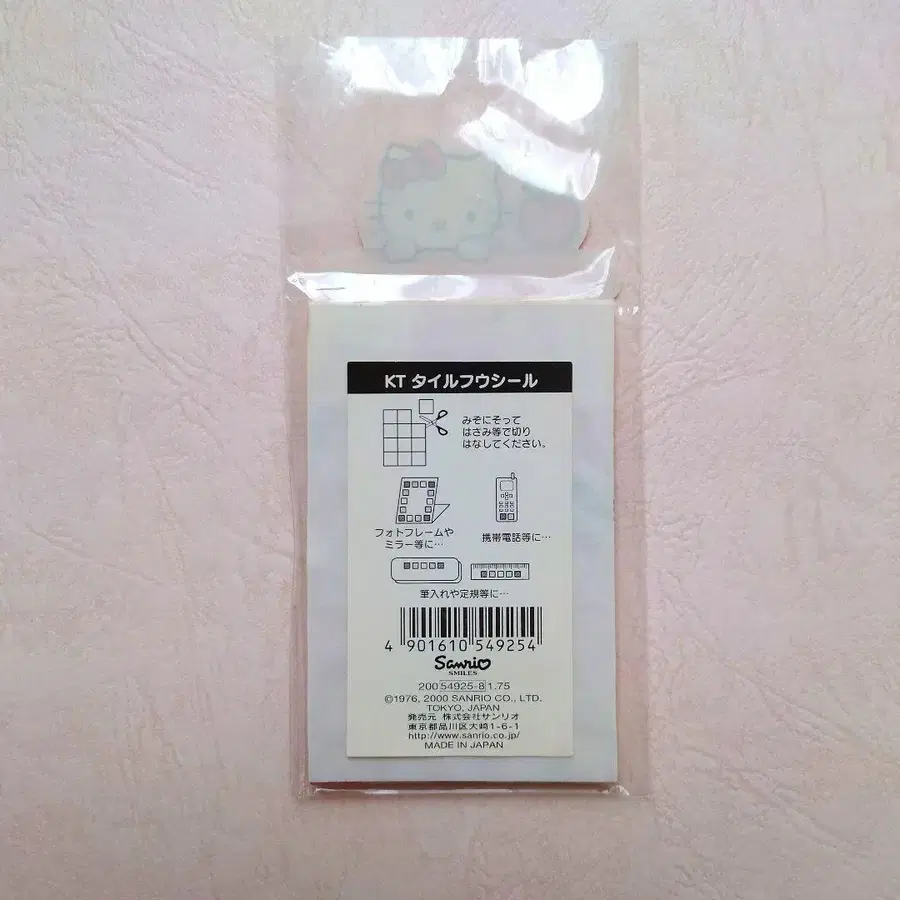 KT タイルフウシール
みぞにそって
はさみ等で切り
はなしてください。
フォトフレームや
ミラー等に…
携帯電話等に…
筆入れや定規等に…
4 901610 549254
Sanrio
SMILES
200 54925-8 1.75
©1976, 2000 SANRIO CO., LTD.
TOKYO, JAPAN
発売元 株式会社サンリオ
東京都品川区大崎1-6-1
http://www.sanrio.co.jp/
MADE IN JAPAN